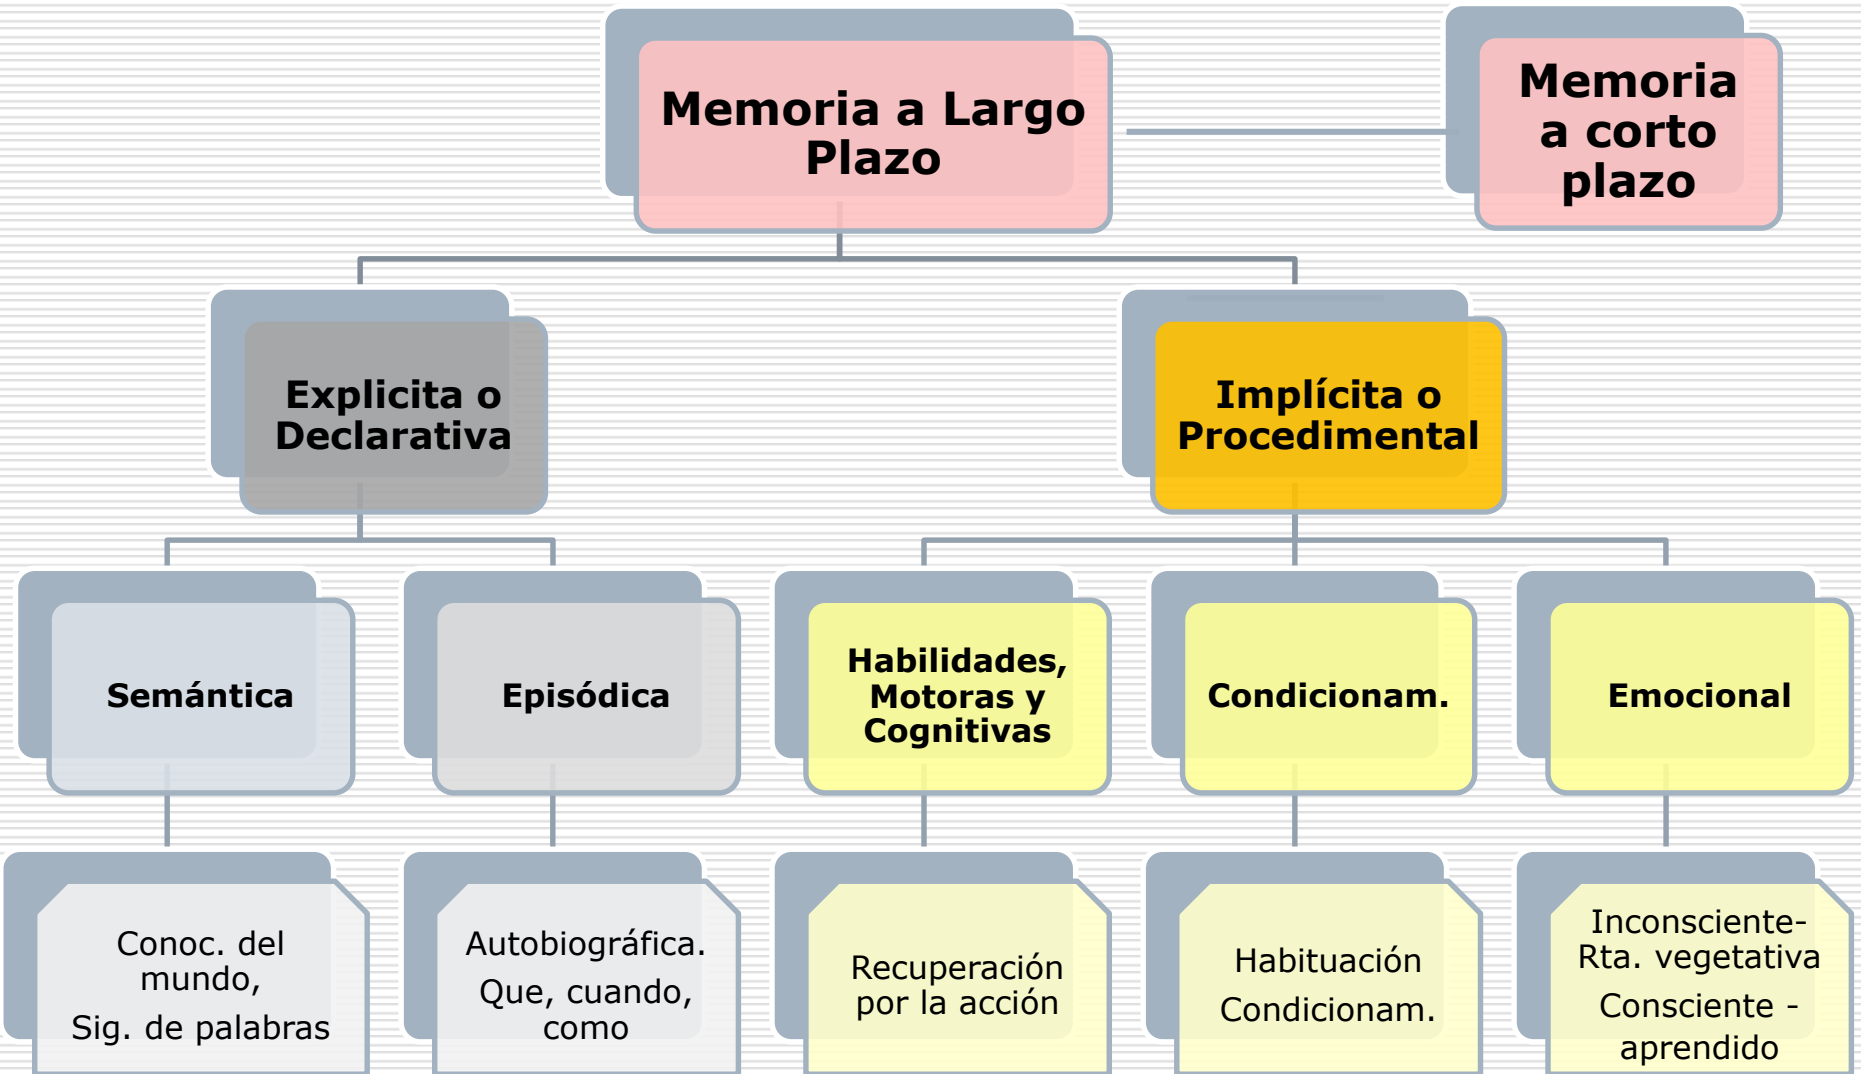 Memoria a Largo
Plazo
Memoria
a corto
plazo
Explicita o
Declarativa
Implícita o
Procedimental
Semántica
Episódica
Habilidades,
Motoras y
Cognitivas
Condicionam.
Emocional
Conoc. del
mundo,
Sig. de palabras
Autobiográfica.
Que, cuando,
como
Recuperación
por la acción
Habituación
Condicionam.
Inconsciente-
Rta. vegetativa
Consciente -
aprendido